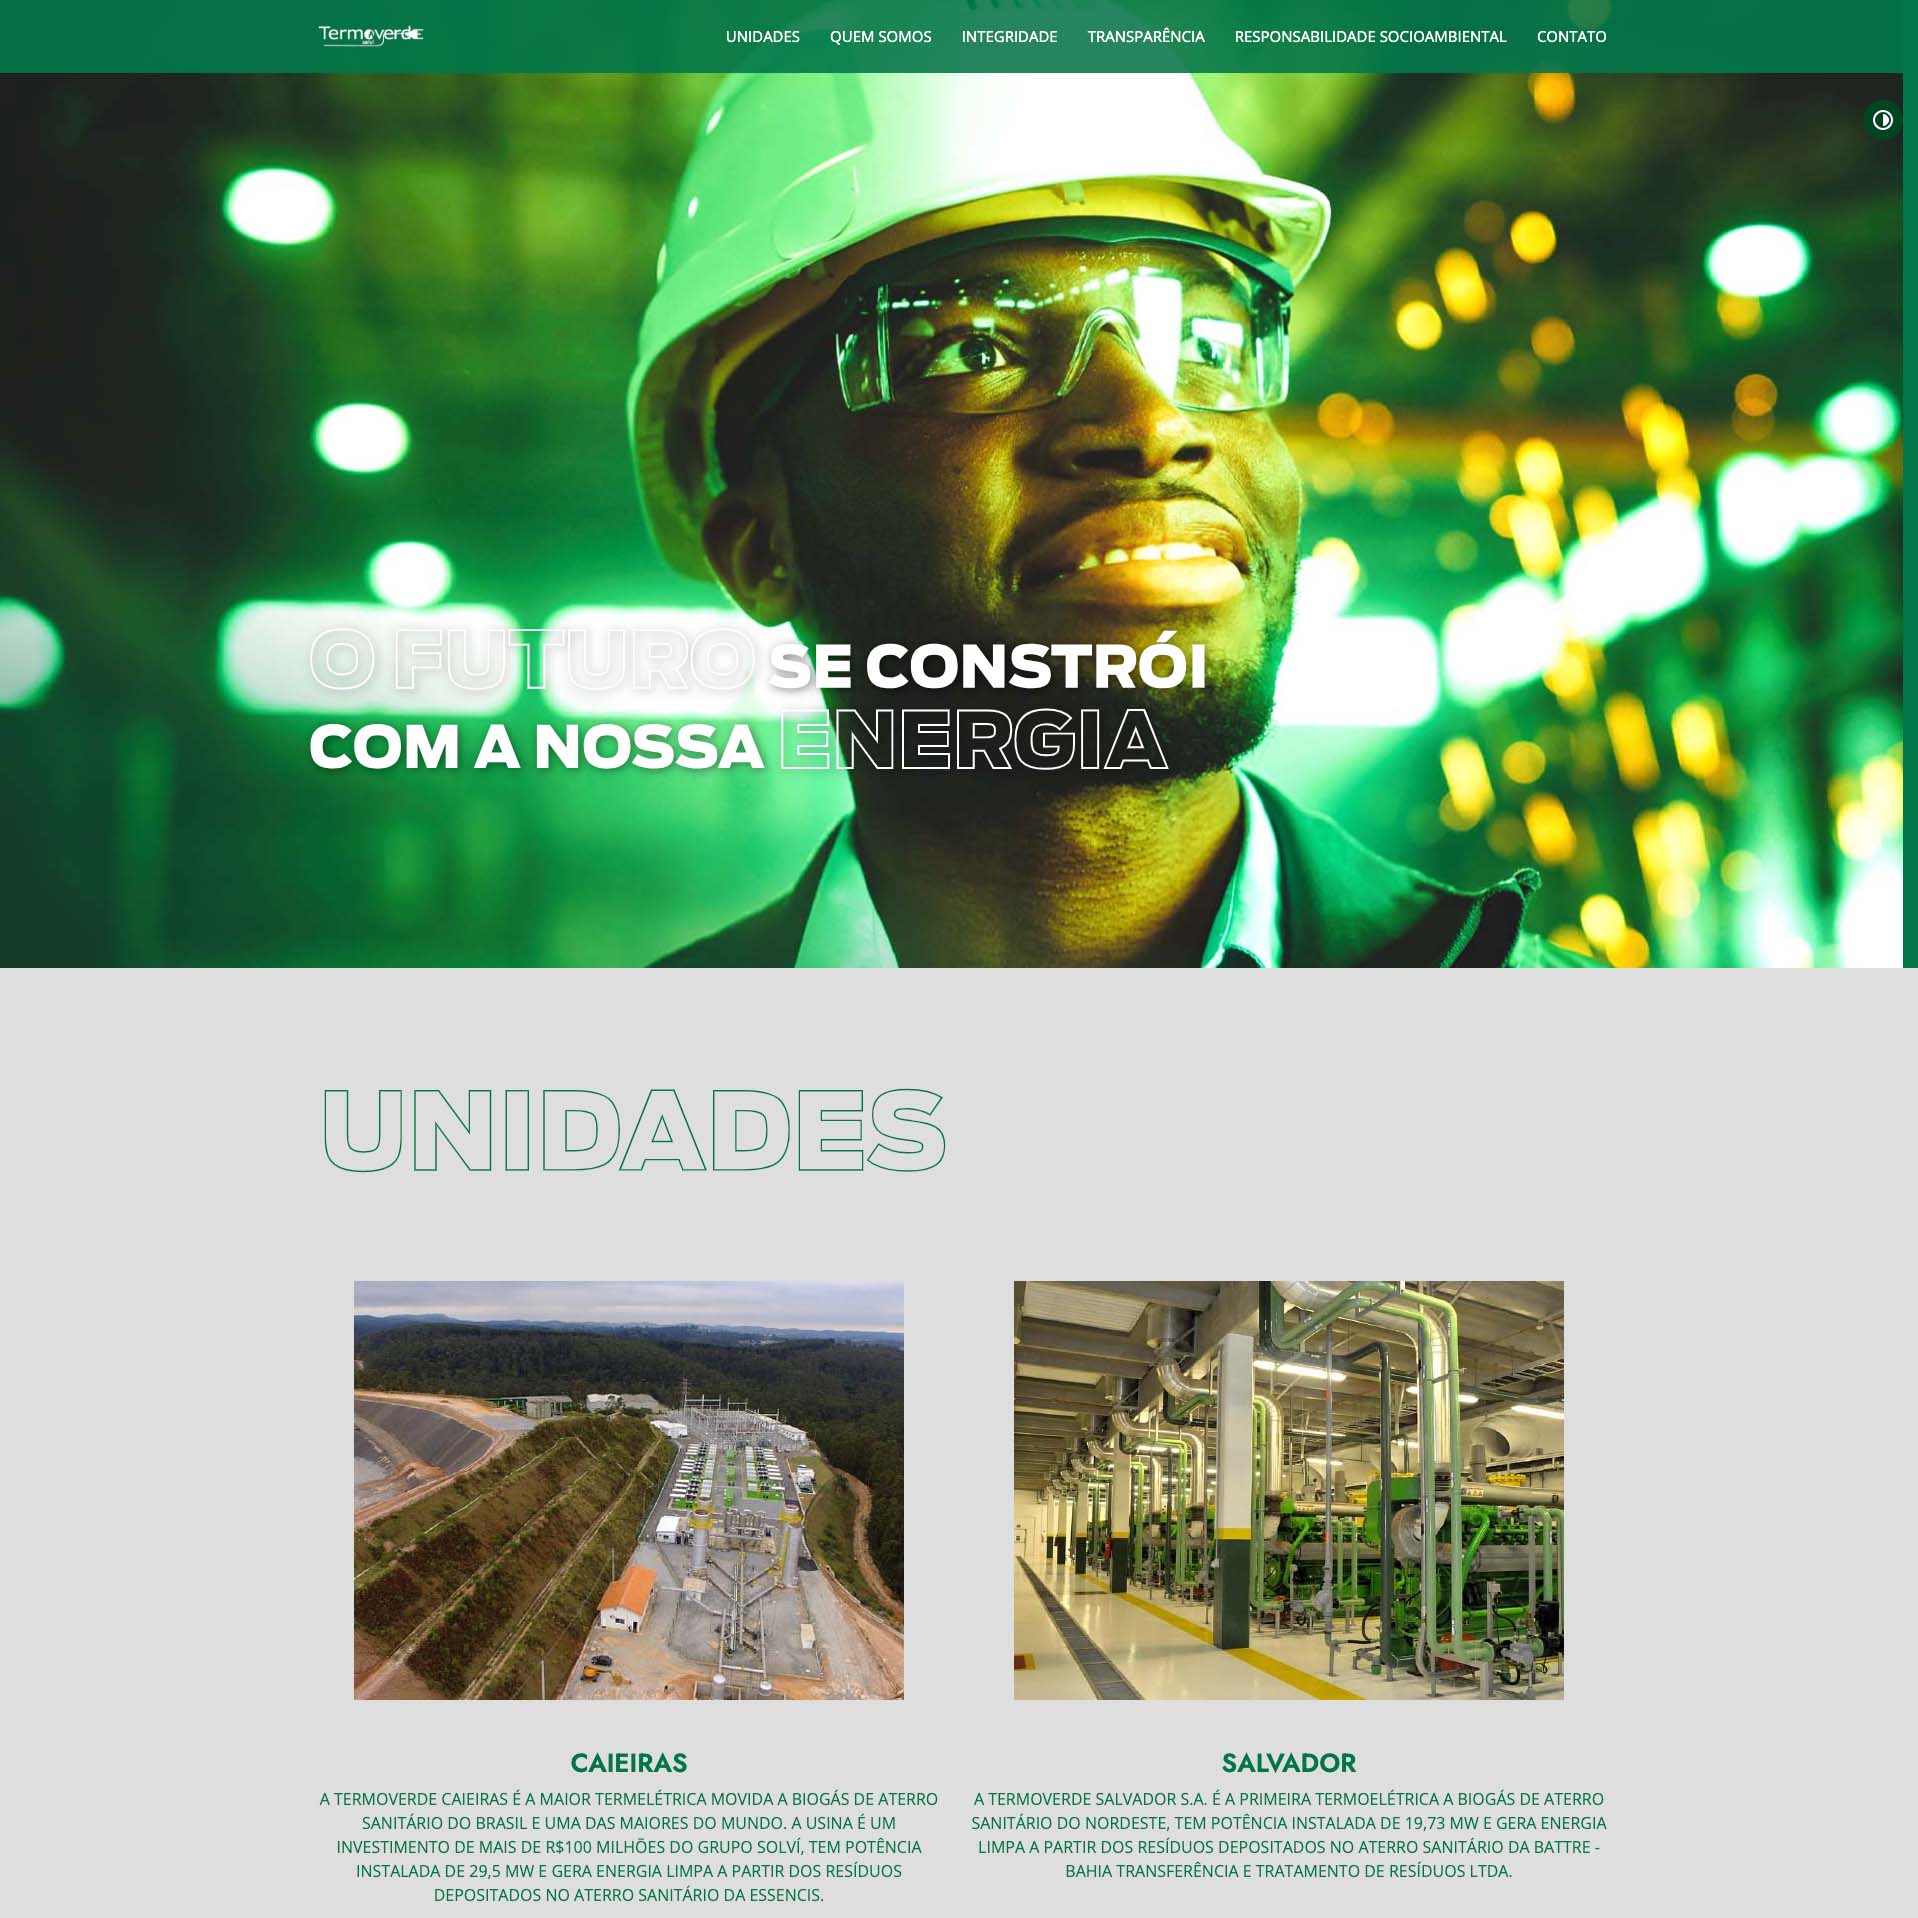 Termoverde
UNIDADES QUEM SOMOS INTEGRIDADE TRANSPARÊNCIA RESPONSABILIDADE SOCIOAMBIENTAL CONTATO
O FUTURO SE CONSTRÓI
COM A NOSSA ENERGIA
UNIDADES
CAIEIRAS
A TERMOVERDE CAIEIRAS É A MAIOR TERMELÉTRICA MOVIDA A BIOGÁS DE ATERRO
SANITÁRIO DO BRASIL E UMA DAS MAIORES DO MUNDO. A USINA É UM
INVESTIMENTO DE MAIS DE R$100 MILHÕES DO GRUPO SOLVÍ, TEM POTÊNCIA
INSTALADA DE 29,5 MW E GERA ENERGIA LIMPA A PARTIR DOS RESÍDUOS
DEPOSITADOS NO ATERRO SANITÁRIO DA ESSENCIS.
SALVADOR
A TERMOVERDE SALVADOR S.A. É A PRIMEIRA TERMOELÉTRICA A BIOGÁS DE ATERRO
SANITÁRIO DO NORDESTE, TEM POTÊNCIA INSTALADA DE 19,73 MW E GERA ENERGIA
LIMPA A PARTIR DOS RESÍDUOS DEPOSITADOS NO ATERRO SANITÁRIO DA BATTRE -
BAHIA TRANSFERÊNCIA E TRATAMENTO DE RESÍDUOS LTDA.